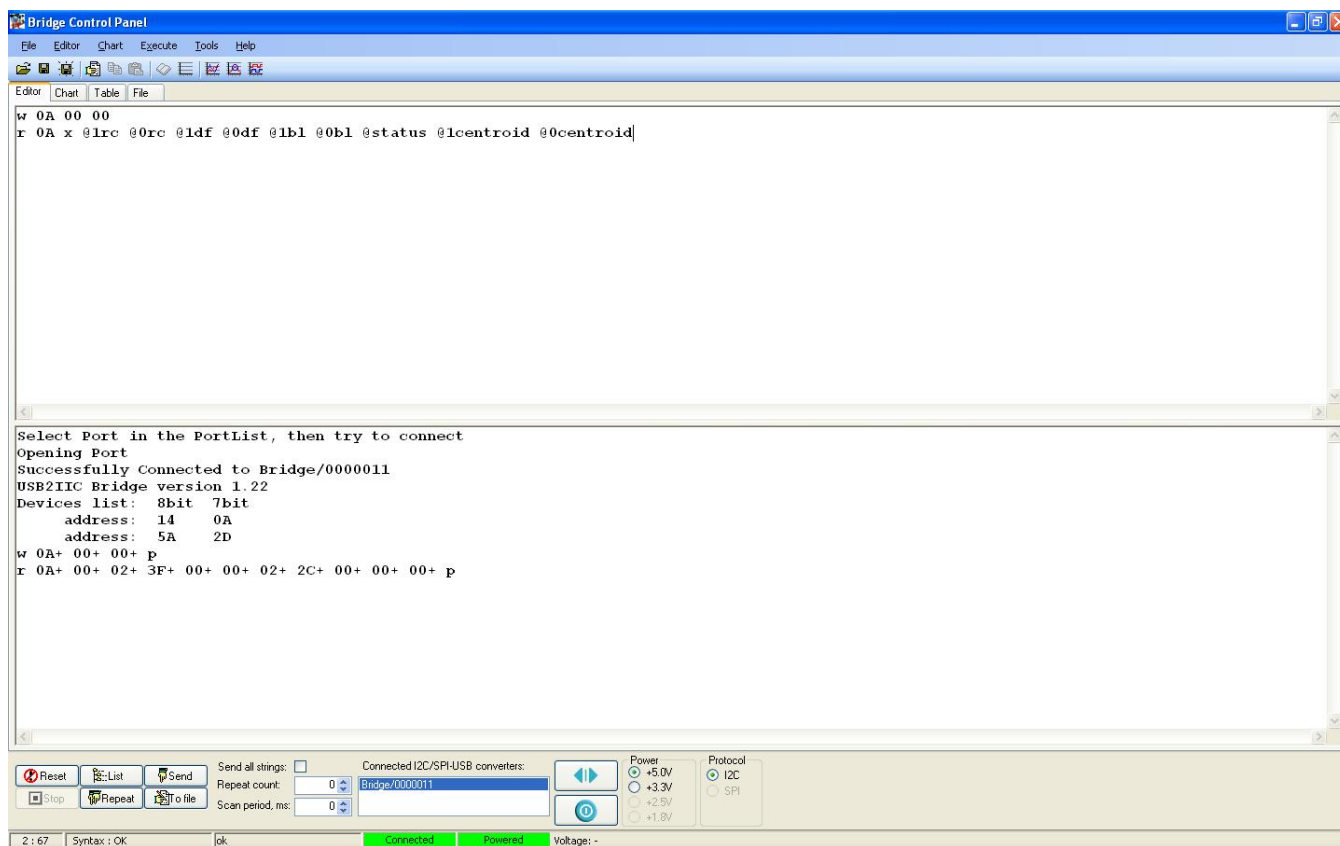 Bridge Control Panel
File Editor Chart Execute Tools Help
Editor Chart Table File
w 0A 00 00
r 0A x @1rc @0rc @1df @0df @1bl @0bl @status @1centroid @0centroid
Select Port in the PortList, then try to connect
Opening Port
Successfully Connected to Bridge/0000011
USB2IIC Bridge version 1.22
Devices list: 8bit 7bit
address: 14 0A
address: 5A 2D
w 0A+ 00+ 00+ p
r 0A+ 00+ 02+ 3F+ 00+ 00+ 02+ 2C+ 00+ 00+ 00+ p
Reset List Send
Stop Repeat To file
Send all strings:
Repeat count: 0
Scan period, ms: 0
Connected I2C/SPI-USB converters:
Bridge/0000011
Power
+5.0V
+3.3V
+2.5V
+1.8V
Protocol
I2C
SPI
2 : 67 Syntax : OK ok Connected Powered Voltage: -